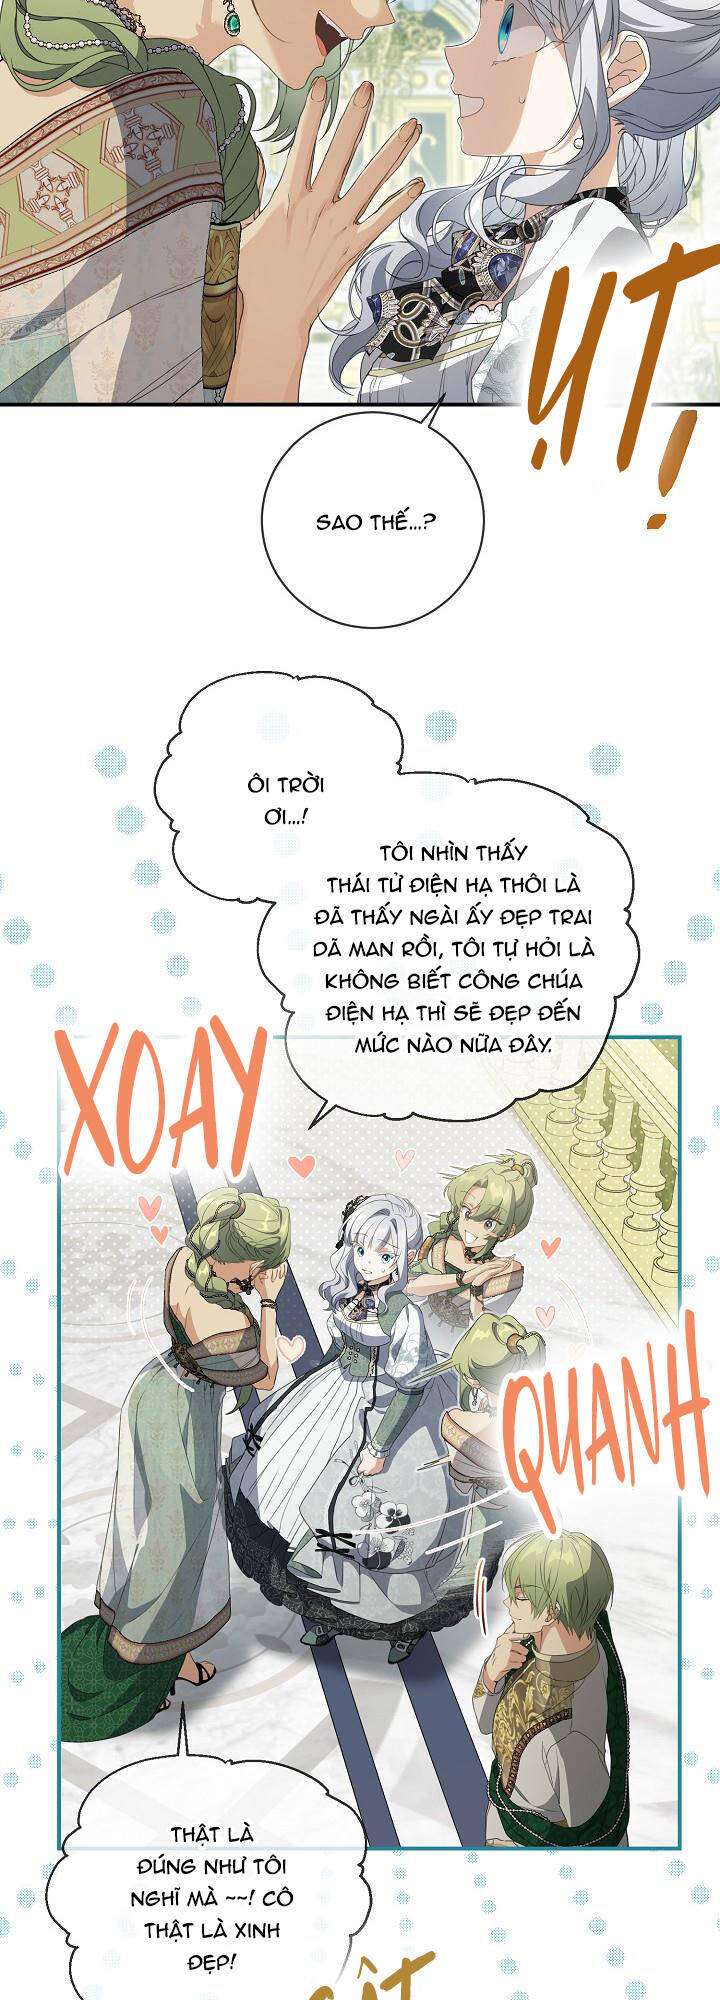 ỰT!
SAO THẾ...?
ÔI TRỜI
ƠI...!
TÔI NHÌN THẤY
THÁI TỬ ĐIỆN HẠ THÔI LÀ
ĐÃ THẤY NGÀI ẤY ĐẸP TRAI
DÃ MAN RỒI, TÔI TỰ HỎI LÀ
KHÔNG BIẾT CÔNG CHÚA
ĐIỆN HẠ THÌ SẼ ĐẸP ĐẾN
MỨC NÀO NỮA ĐÂY.
XOAY
QUANH
THẬT LÀ
ĐÚNG NHƯ TÔI
NGHĨ MÀ ~~! CÔ
THẬT LÀ XINH
ĐẸP!